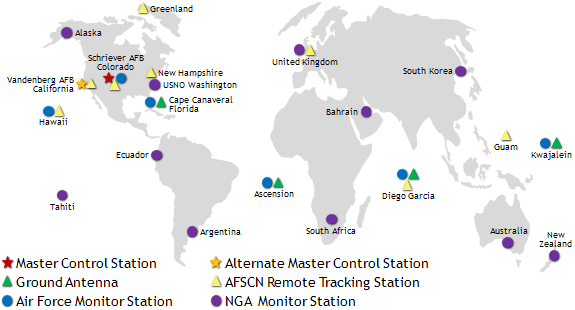 Greenland
Alaska
Schriever AFB
Colorado
United Kingdom
New Hampshire
South Korea
Vandenberg AFB
California
USNO Washington
Cape Canaveral
Florida
Bahrain
Hawaii
Guam
Kwajalein
Ecuador
Ascension
Diego Garcia
Tahiti
Argentina
South Africa
Australia
New
Zealand
Master Control Station
Alternate Master Control Station
Ground Antenna
AFSCN Remote Tracking Station
Air Force Monitor Station
NGA Monitor Station